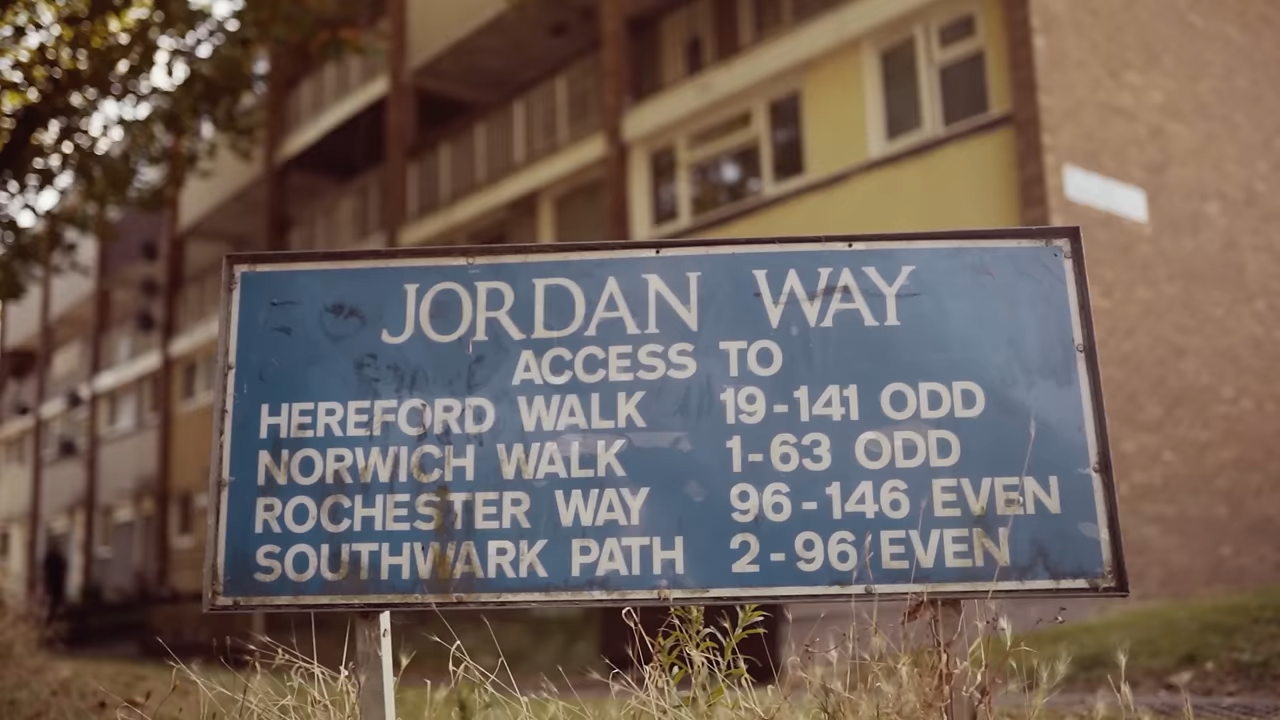 JORDAN WAY
ACCESS TO
HEREFORD WALK 19-141 ODD
NORWICH WALK 1-63 ODD
ROCHESTER WAY 96-146 EVEN
SOUTHWARK PATH 2-96 EVEN